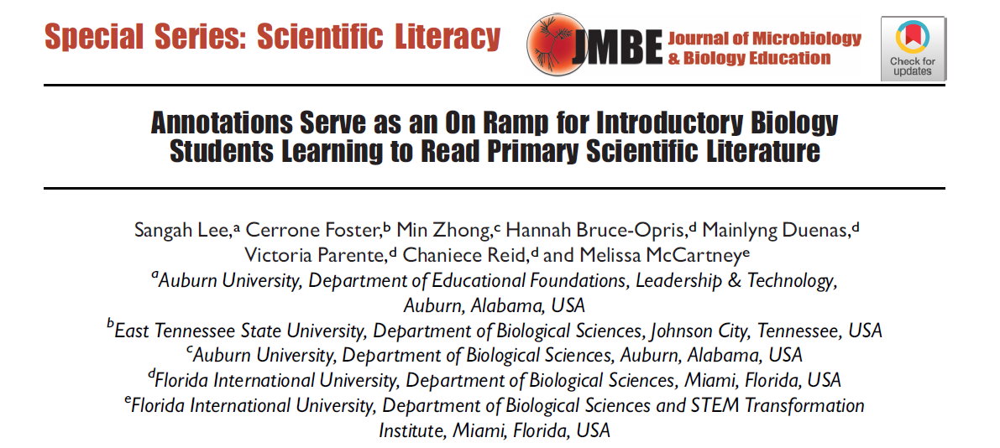 Special Series: Scientific Literacy
JMBE Journal of Microbiology
& Biology Education
Check for
updates
Annotations Serve as an On Ramp for Introductory Biology
Students Learning to Read Primary Scientific Literature
Sangah Lee,ᵃ Cerrone Foster,ᵇ Min Zhong,ᶜ Hannah Bruce-Opris,ᵈ Mainlyng Duenas,ᵈ
Victoria Parente,ᵈ Chaniece Reid,ᵈ and Melissa McCartneyᵉ
ᵃAuburn University, Department of Educational Foundations, Leadership & Technology,
Auburn, Alabama, USA
ᵇEast Tennessee State University, Department of Biological Sciences, Johnson City, Tennessee, USA
ᶜAuburn University, Department of Biological Sciences, Auburn, Alabama, USA
ᵈFlorida International University, Department of Biological Sciences, Miami, Florida, USA
ᵉFlorida International University, Department of Biological Sciences and STEM Transformation
Institute, Miami, Florida, USA